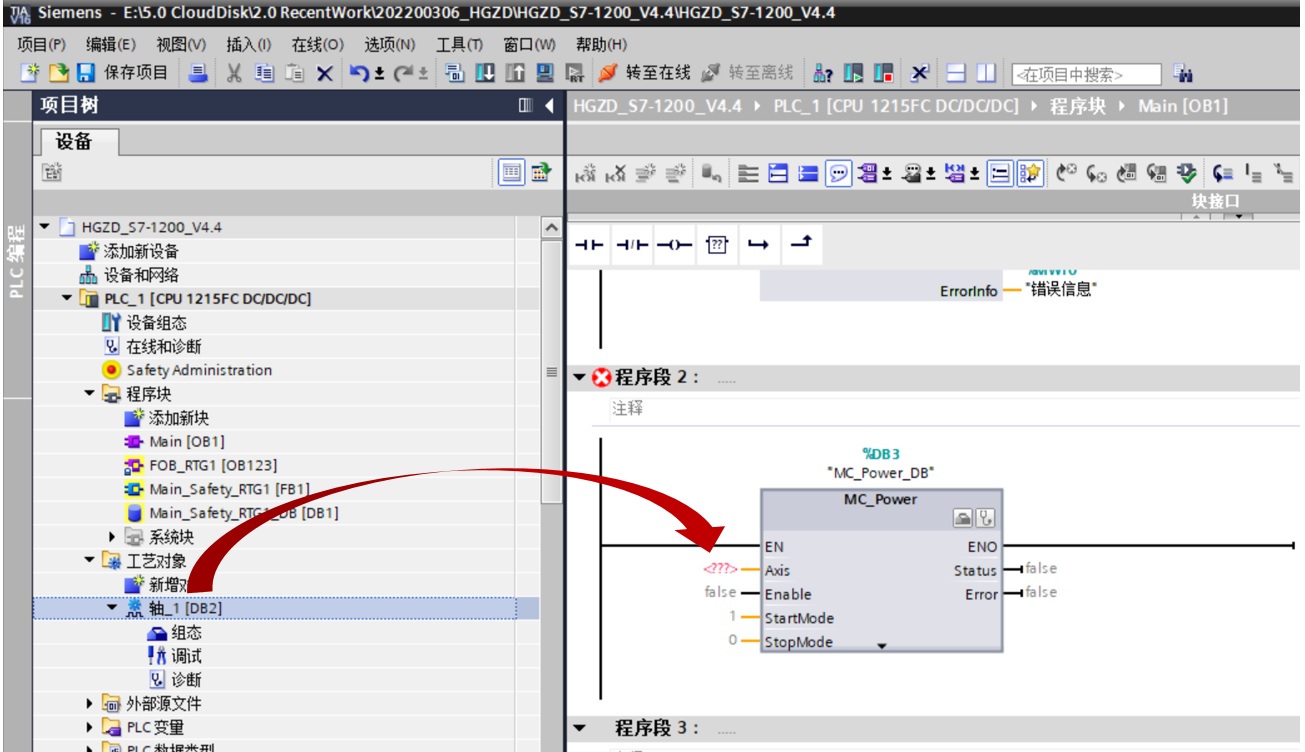 TIA V16 Siemens - E:\5.0 CloudDisk\2.0 RecentWork\202200306_HGZD\HGZD_S7-1200_V4.4\HGZD_S7-1200_V4.4
项目(P) 编辑(E) 视图(V) 插入(I) 在线(O) 选项(N) 工具(T) 窗口(W) 帮助(H)
保存项目 转至在线 转至离线 <在项目中搜索>
项目树
HGZD_S7-1200_V4.4 PLC_1 [CPU 1215FC DC/DC/DC] 程序块 Main [OB1]
设备
块接口
PLC 编程
HGZD_S7-1200_V4.4
添加新设备
设备和网络
PLC_1 [CPU 1215FC DC/DC/DC]
设备组态
在线和诊断
Safety Administration
程序块
添加新块
Main [OB1]
FOB_RTG1 [OB123]
Main_Safety_RTG1 [FB1]
Main_Safety_RTG1_DB [DB1]
系统块
工艺对象
新增
轴_1 [DB2]
组态
调试
诊断
外部源文件
PLC 变量
PLC 数据类型
??
%MW10
ErrorInfo "错误信息"
程序段 2： .....
注释
%DB3
"MC_Power_DB"
MC_Power
EN ENO
<???> Axis Status false
false Enable Error false
1 StartMode
0 StopMode
程序段 3： .....